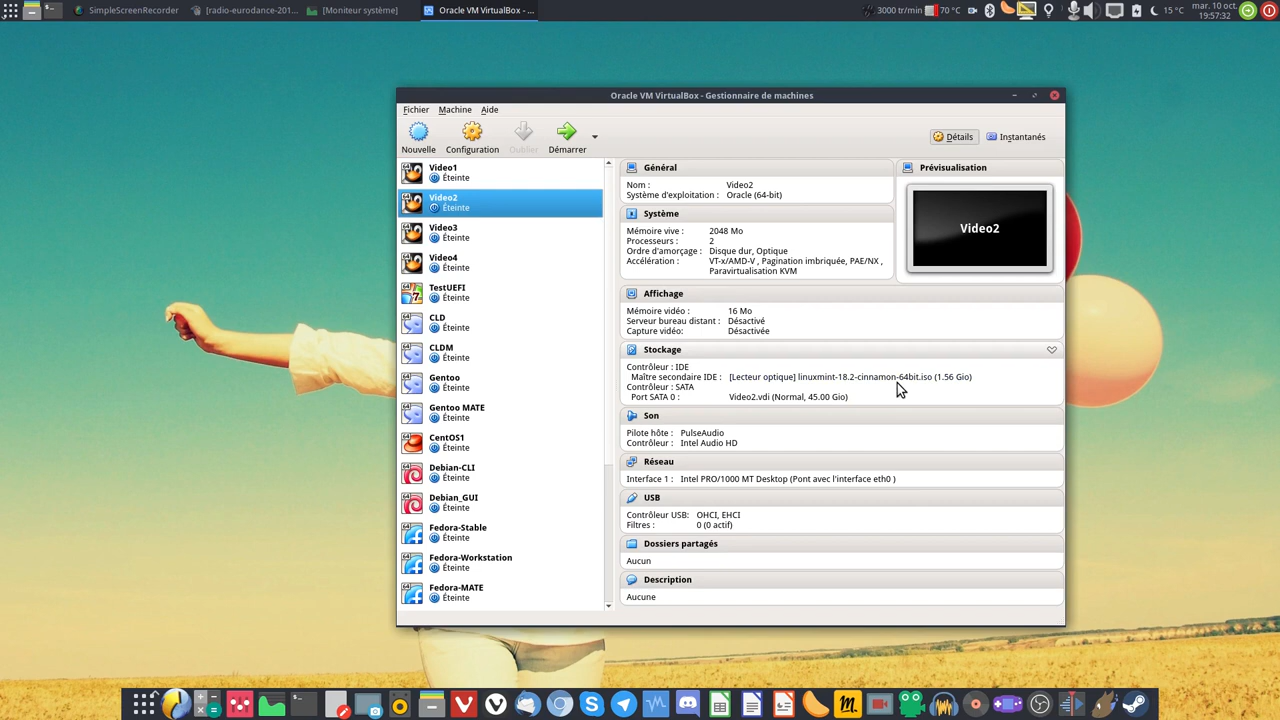 SimpleScreenRecorder
[radio-eurodance-201...
[Moniteur système]
Oracle VM VirtualBox - ...
3000 tr/min
70 °C
15 °C
mar. 10 oct.
19:57:32
Oracle VM VirtualBox - Gestionnaire de machines
Fichier Machine Aide
Nouvelle Configuration Oublier Démarrer
Détails Instantanés
Video1
Éteinte
Video2
Éteinte
Video3
Éteinte
Video4
Éteinte
TestUEFI
Éteinte
CLD
Éteinte
CLDM
Éteinte
Gentoo
Éteinte
Gentoo MATE
Éteinte
CentOS1
Éteinte
Debian-CLI
Éteinte
Debian_GUI
Éteinte
Fedora-Stable
Éteinte
Fedora-Workstation
Éteinte
Fedora-MATE
Éteinte
Général
Nom : Video2
Système d'exploitation : Oracle (64-bit)
Système
Mémoire vive : 2048 Mo
Processeurs : 2
Ordre d'amorçage : Disque dur, Optique
Accélération : VT-x/AMD-V , Pagination imbriquée, PAE/NX ,
Paravirtualisation KVM
Prévisualisation
Video2
Affichage
Mémoire vidéo : 16 Mo
Serveur bureau distant : Désactivé
Capture vidéo: Désactivée
Stockage
Contrôleur : IDE
Maître secondaire IDE : [Lecteur optique] linuxmint-18.2-cinnamon-64bit.iso (1.56 Gio)
Contrôleur : SATA
Port SATA 0 : Video2.vdi (Normal, 45.00 Gio)
Son
Pilote hôte : PulseAudio
Contrôleur : Intel Audio HD
Réseau
Interface 1 : Intel PRO/1000 MT Desktop (Pont avec l'interface eth0 )
USB
Contrôleur USB: OHCI, EHCI
Filtres : 0 (0 actif)
Dossiers partagés
Aucun
Description
Aucune